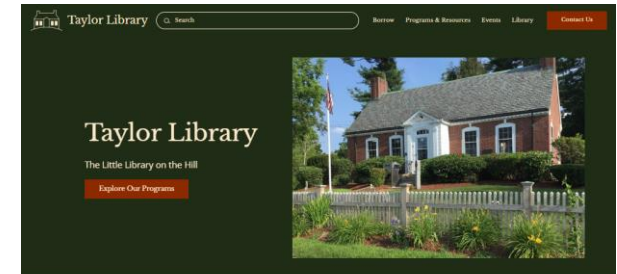 Taylor Library
Search
Borrow Programs & Resources Events Library Contact Us
Taylor Library
The Little Library on the Hill
Explore Our Programs